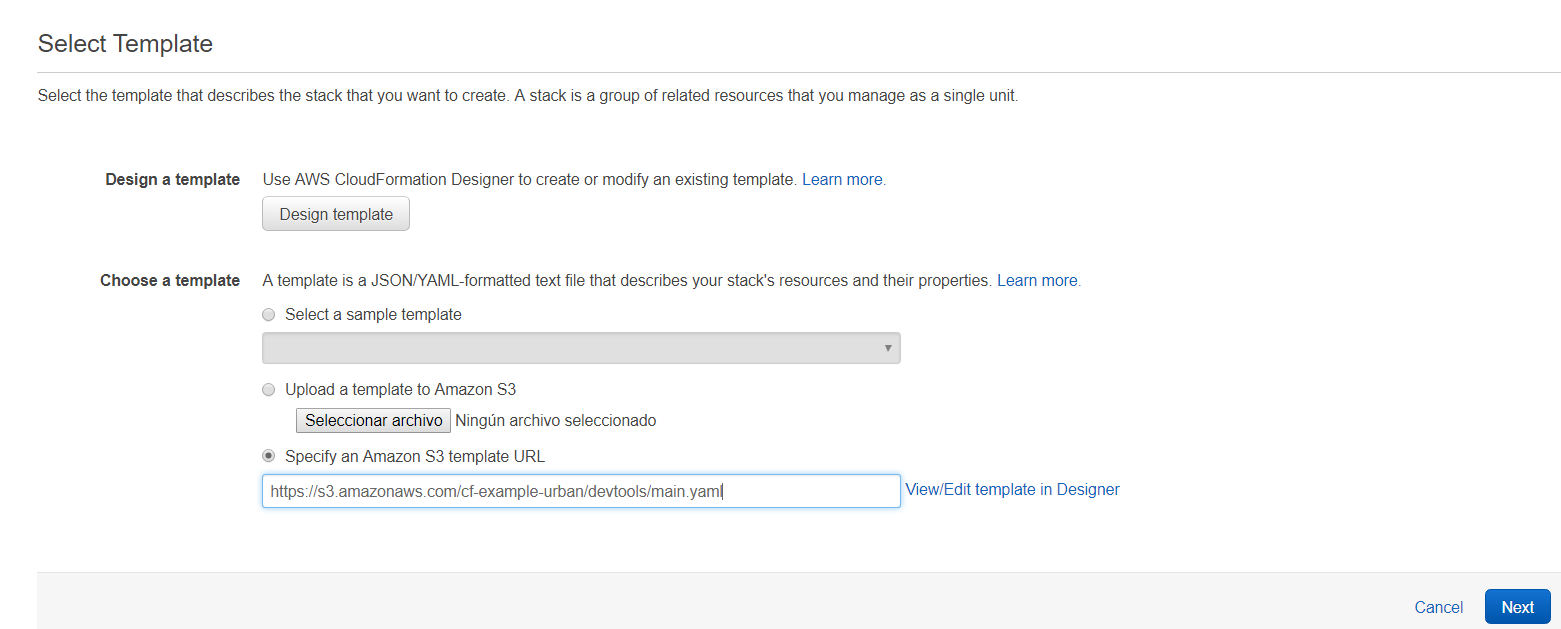 Select Template
Select the template that describes the stack that you want to create. A stack is a group of related resources that you manage as a single unit.
Design a template
Use AWS CloudFormation Designer to create or modify an existing template. Learn more.
Design template
Choose a template
A template is a JSON/YAML-formatted text file that describes your stack's resources and their properties. Learn more.
Select a sample template
Upload a template to Amazon S3
Seleccionar archivo Ningún archivo seleccionado
Specify an Amazon S3 template URL
https://s3.amazonaws.com/cf-example-urban/devtools/main.yaml
View/Edit template in Designer
Cancel
Next